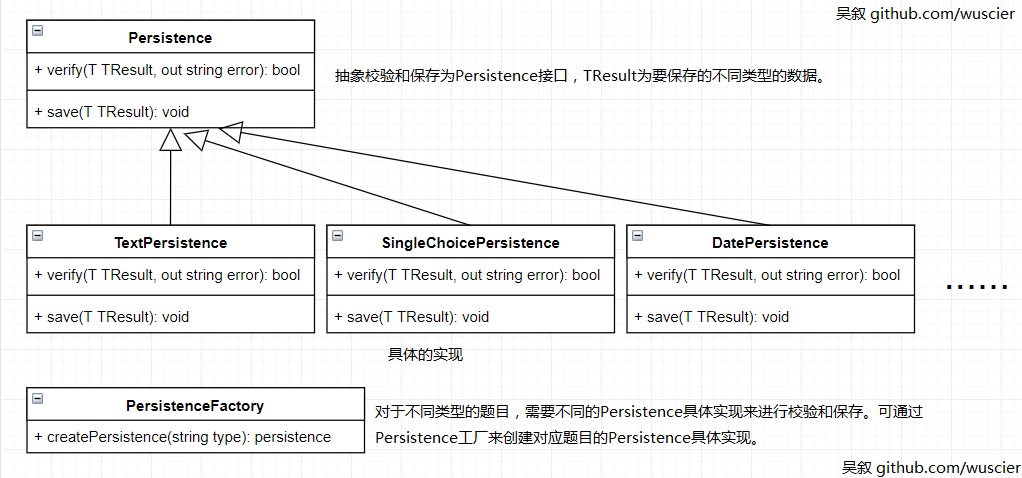 吴叙 github.com/wuscier
Persistence
+ verify(T TResult, out string error): bool
+ save(T TResult): void
抽象校验和保存为Persistence接口，TResult为要保存的不同类型的数据。
TextPersistence
+ verify(T TResult, out string error): bool
+ save(T TResult): void
SingleChoicePersistence
+ verify(T TResult, out string error): bool
+ save(T TResult): void
DatePersistence
+ verify(T TResult, out string error): bool
+ save(T TResult): void
......
具体的实现
PersistenceFactory
+ createPersistence(string type): persistence
对于不同类型的题目，需要不同的Persistence具体实现来进行校验和保存。可通过
Persistence工厂来创建对应题目的Persistence具体实现。
吴叙 github.com/wuscier